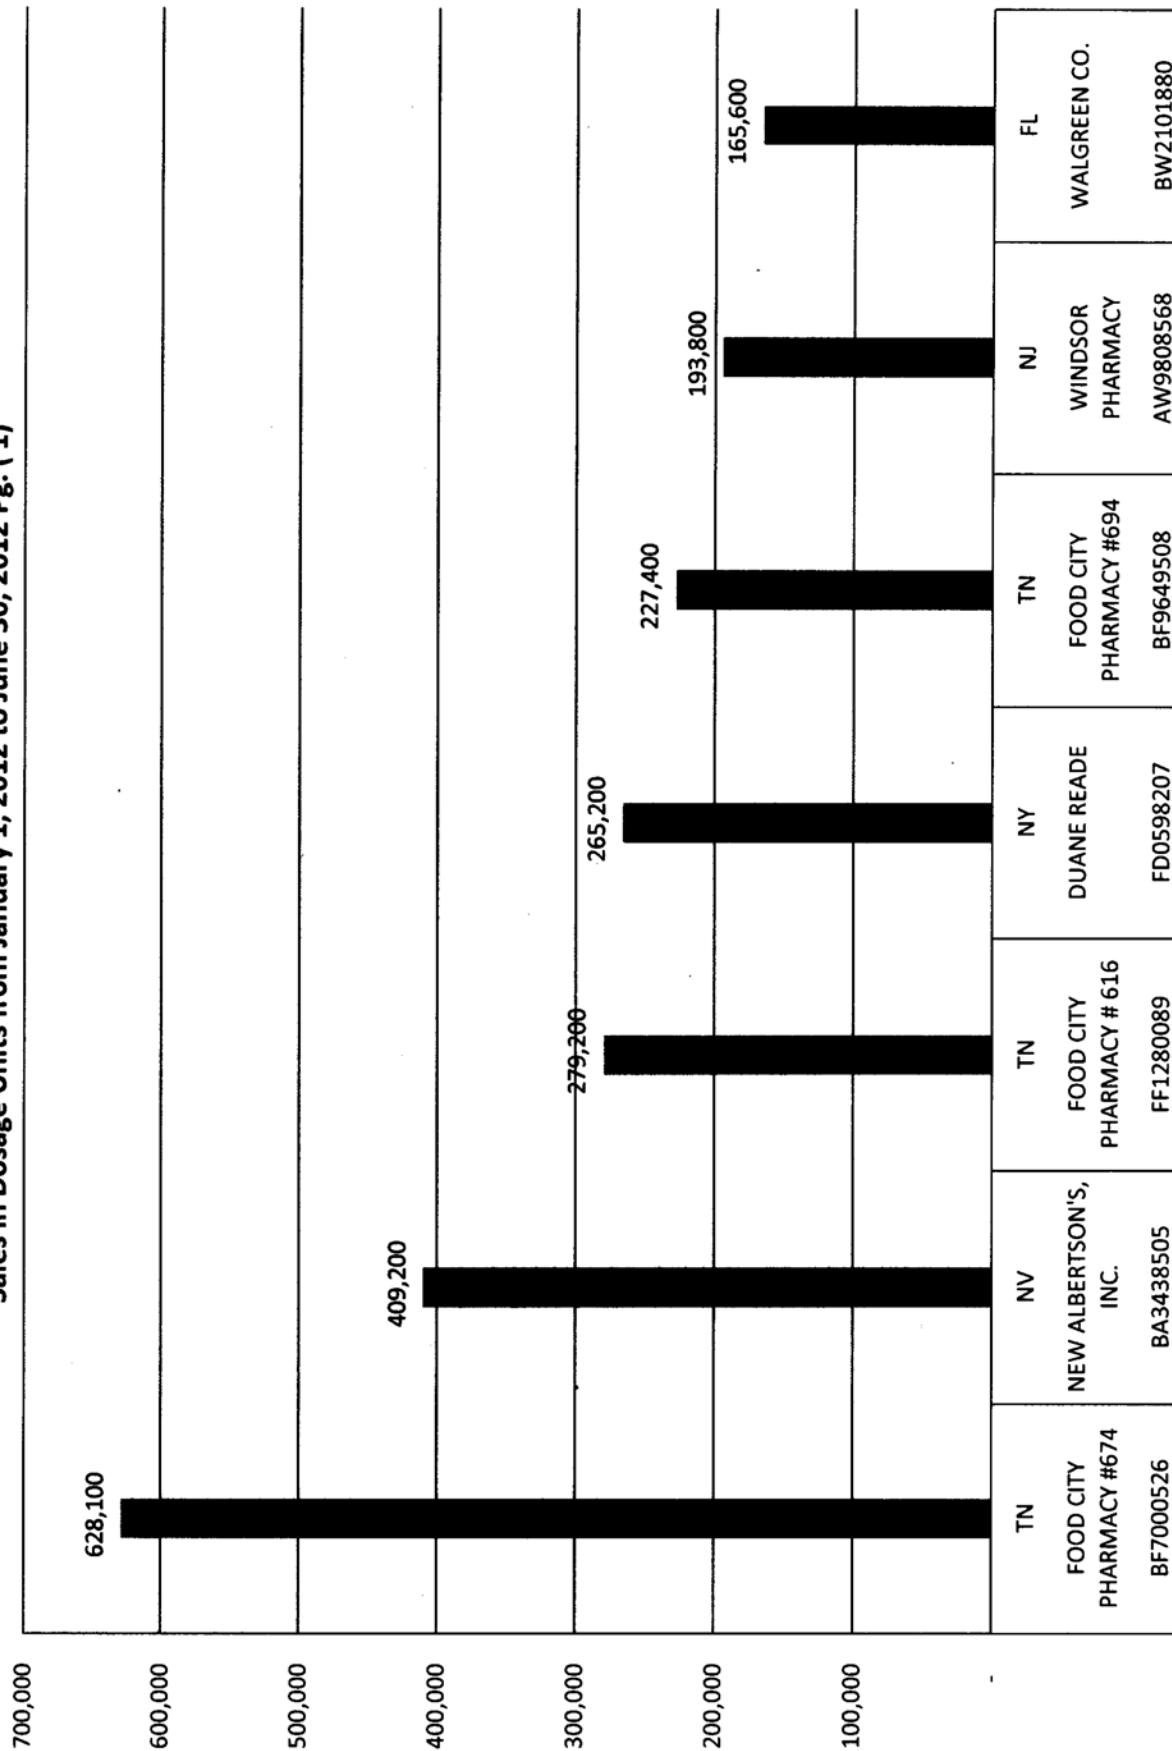 Sales in Dosage Units from January 1, 2012 to June 30, 2012 Pg. ( 1)
700,000
600,000
500,000
400,000
300,000
200,000
100,000
-
628,100
409,200
279,200
265,200
227,400
193,800
165,600
TN
FOOD CITY
PHARMACY #674
BF7000526
NV
NEW ALBERTSON'S,
INC.
BA3438505
TN
FOOD CITY
PHARMACY # 616
FF1280089
NY
DUANE READE
FD0598207
TN
FOOD CITY
PHARMACY #694
BF9649508
NJ
WINDSOR
PHARMACY
AW9808568
FL
WALGREEN CO.
BW2101880